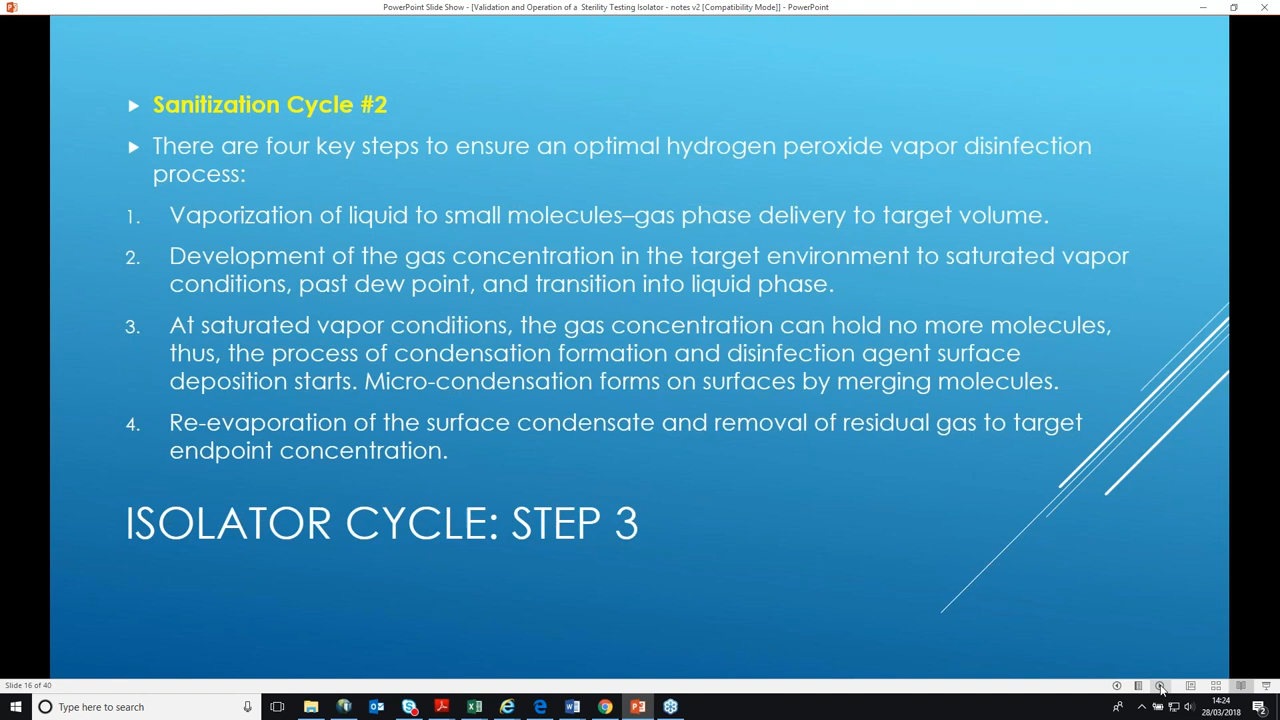 PowerPoint Slide Show - [Validation and Operation of a Sterility Testing Isolator - notes v2 [Compatibility Mode]] - PowerPoint
Sanitization Cycle #2
There are four key steps to ensure an optimal hydrogen peroxide vapor disinfection
process:
1. Vaporization of liquid to small molecules–gas phase delivery to target volume.
2. Development of the gas concentration in the target environment to saturated vapor
conditions, past dew point, and transition into liquid phase.
3. At saturated vapor conditions, the gas concentration can hold no more molecules,
thus, the process of condensation formation and disinfection agent surface
deposition starts. Micro-condensation forms on surfaces by merging molecules.
4. Re-evaporation of the surface condensate and removal of residual gas to target
endpoint concentration.
ISOLATOR CYCLE: STEP 3
Slide 16 of 40
Type here to search
14:24
28/03/2018
2